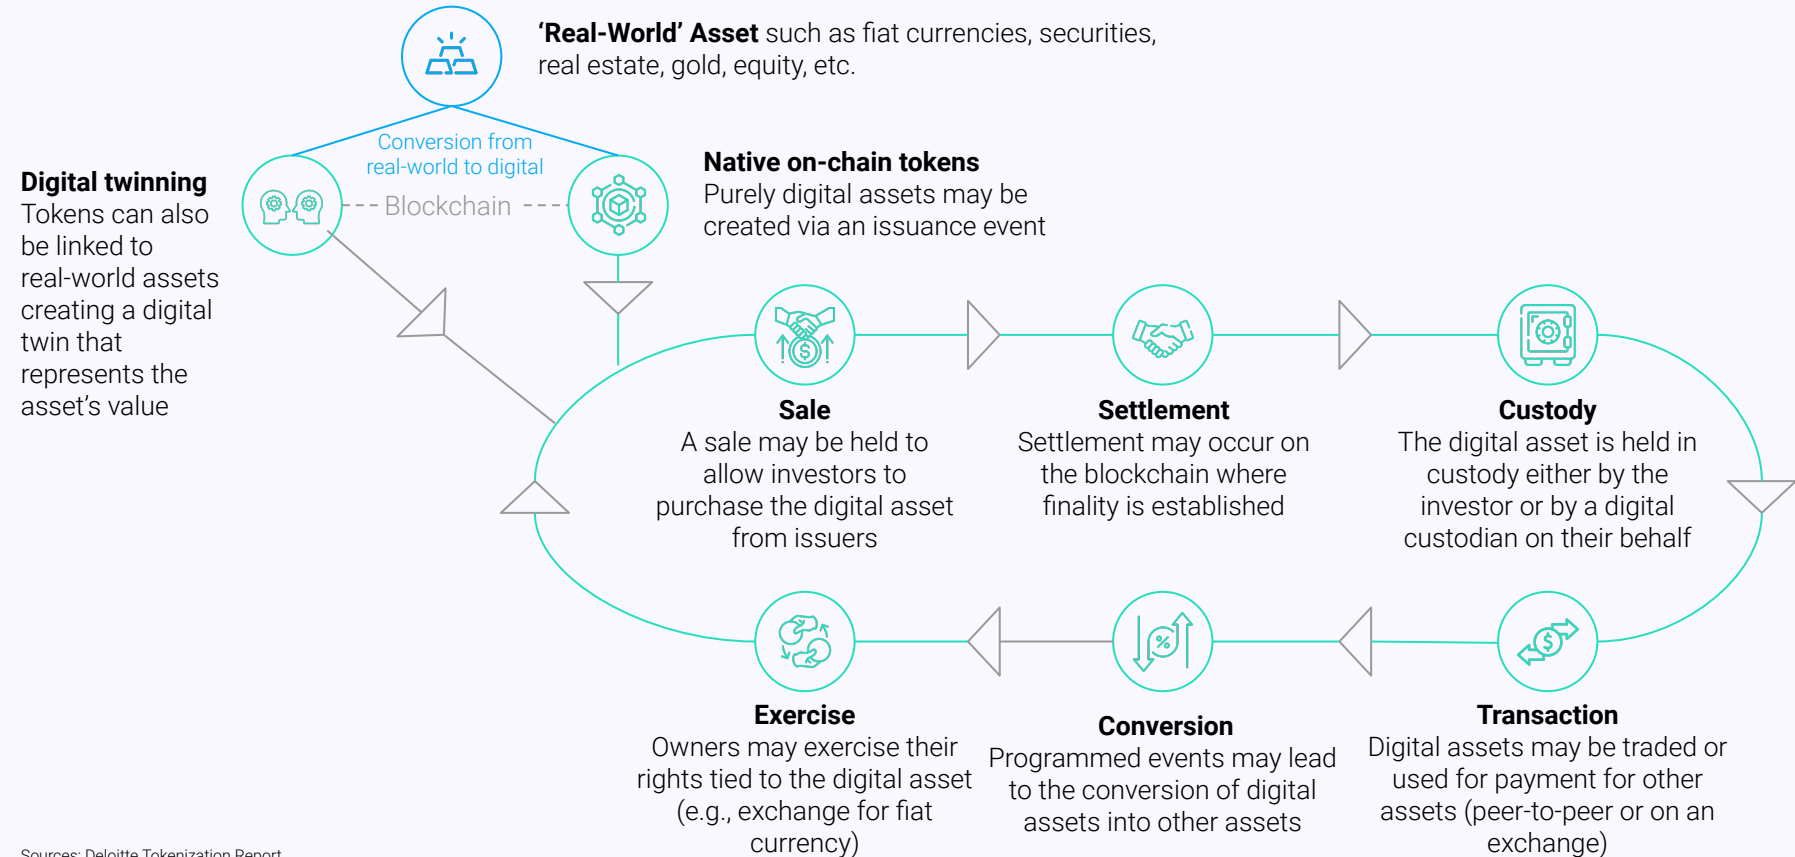 ‘Real-World’ Asset such as fiat currencies, securities,
real estate, gold, equity, etc.
Conversion from
real-world to digital
Digital twinning
Tokens can also
be linked to
real-world assets
creating a digital
twin that
represents the
asset’s value
Blockchain
Native on-chain tokens
Purely digital assets may be
created via an issuance event
$
Sale
A sale may be held to
allow investors to
purchase the digital asset
from issuers
Settlement
Settlement may occur on
the blockchain where
finality is established
Custody
The digital asset is held in
custody either by the
investor or by a digital
custodian on their behalf
Exercise
Owners may exercise their
rights tied to the digital asset
(e.g., exchange for fiat
currency)
%
Conversion
Programmed events may lead
to the conversion of digital
assets into other assets
$
Transaction
Digital assets may be traded or
used for payment for other
assets (peer-to-peer or on an
exchange)
Sources: Deloitte Tokenization Report